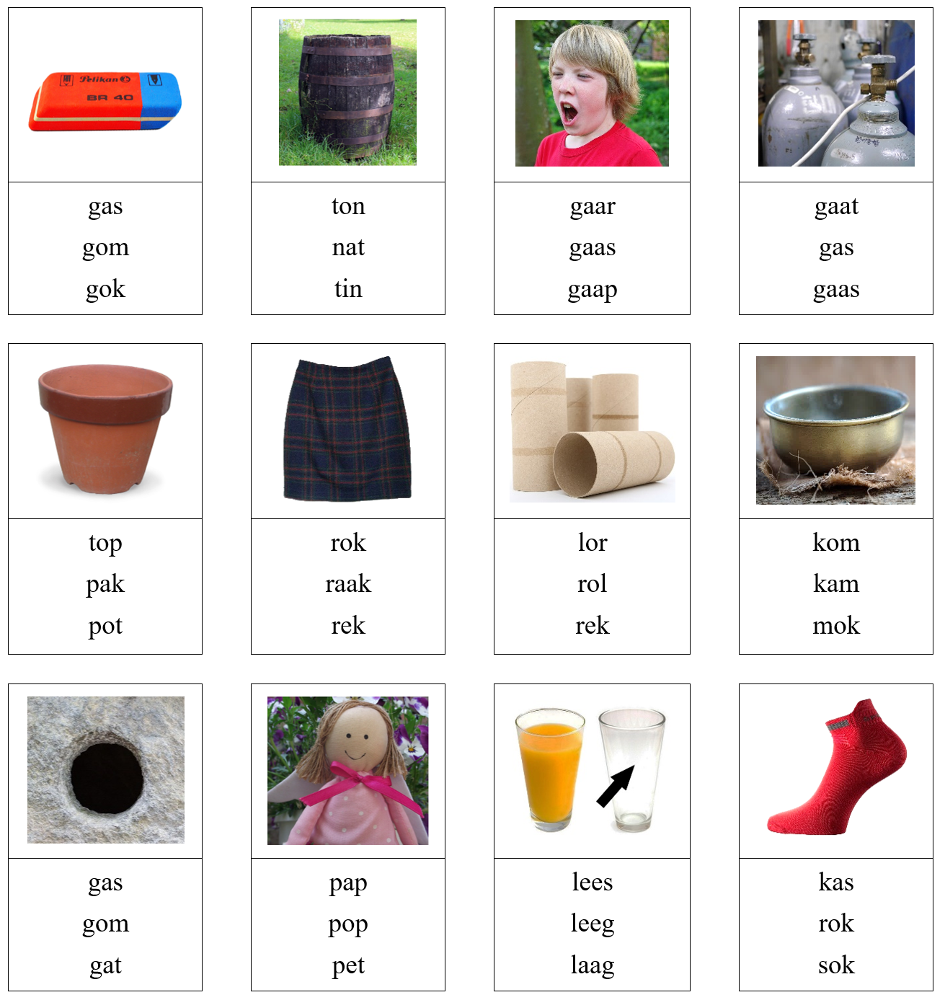 Pelikan
BR 40
gas
gom
gok
ton
nat
tin
gaar
gaas
gaap
gaat
gas
gaas
top
pak
pot
rok
raak
rek
lor
rol
rek
kom
kam
mok
gas
gom
gat
pap
pop
pet
lees
leeg
laag
kas
rok
sok